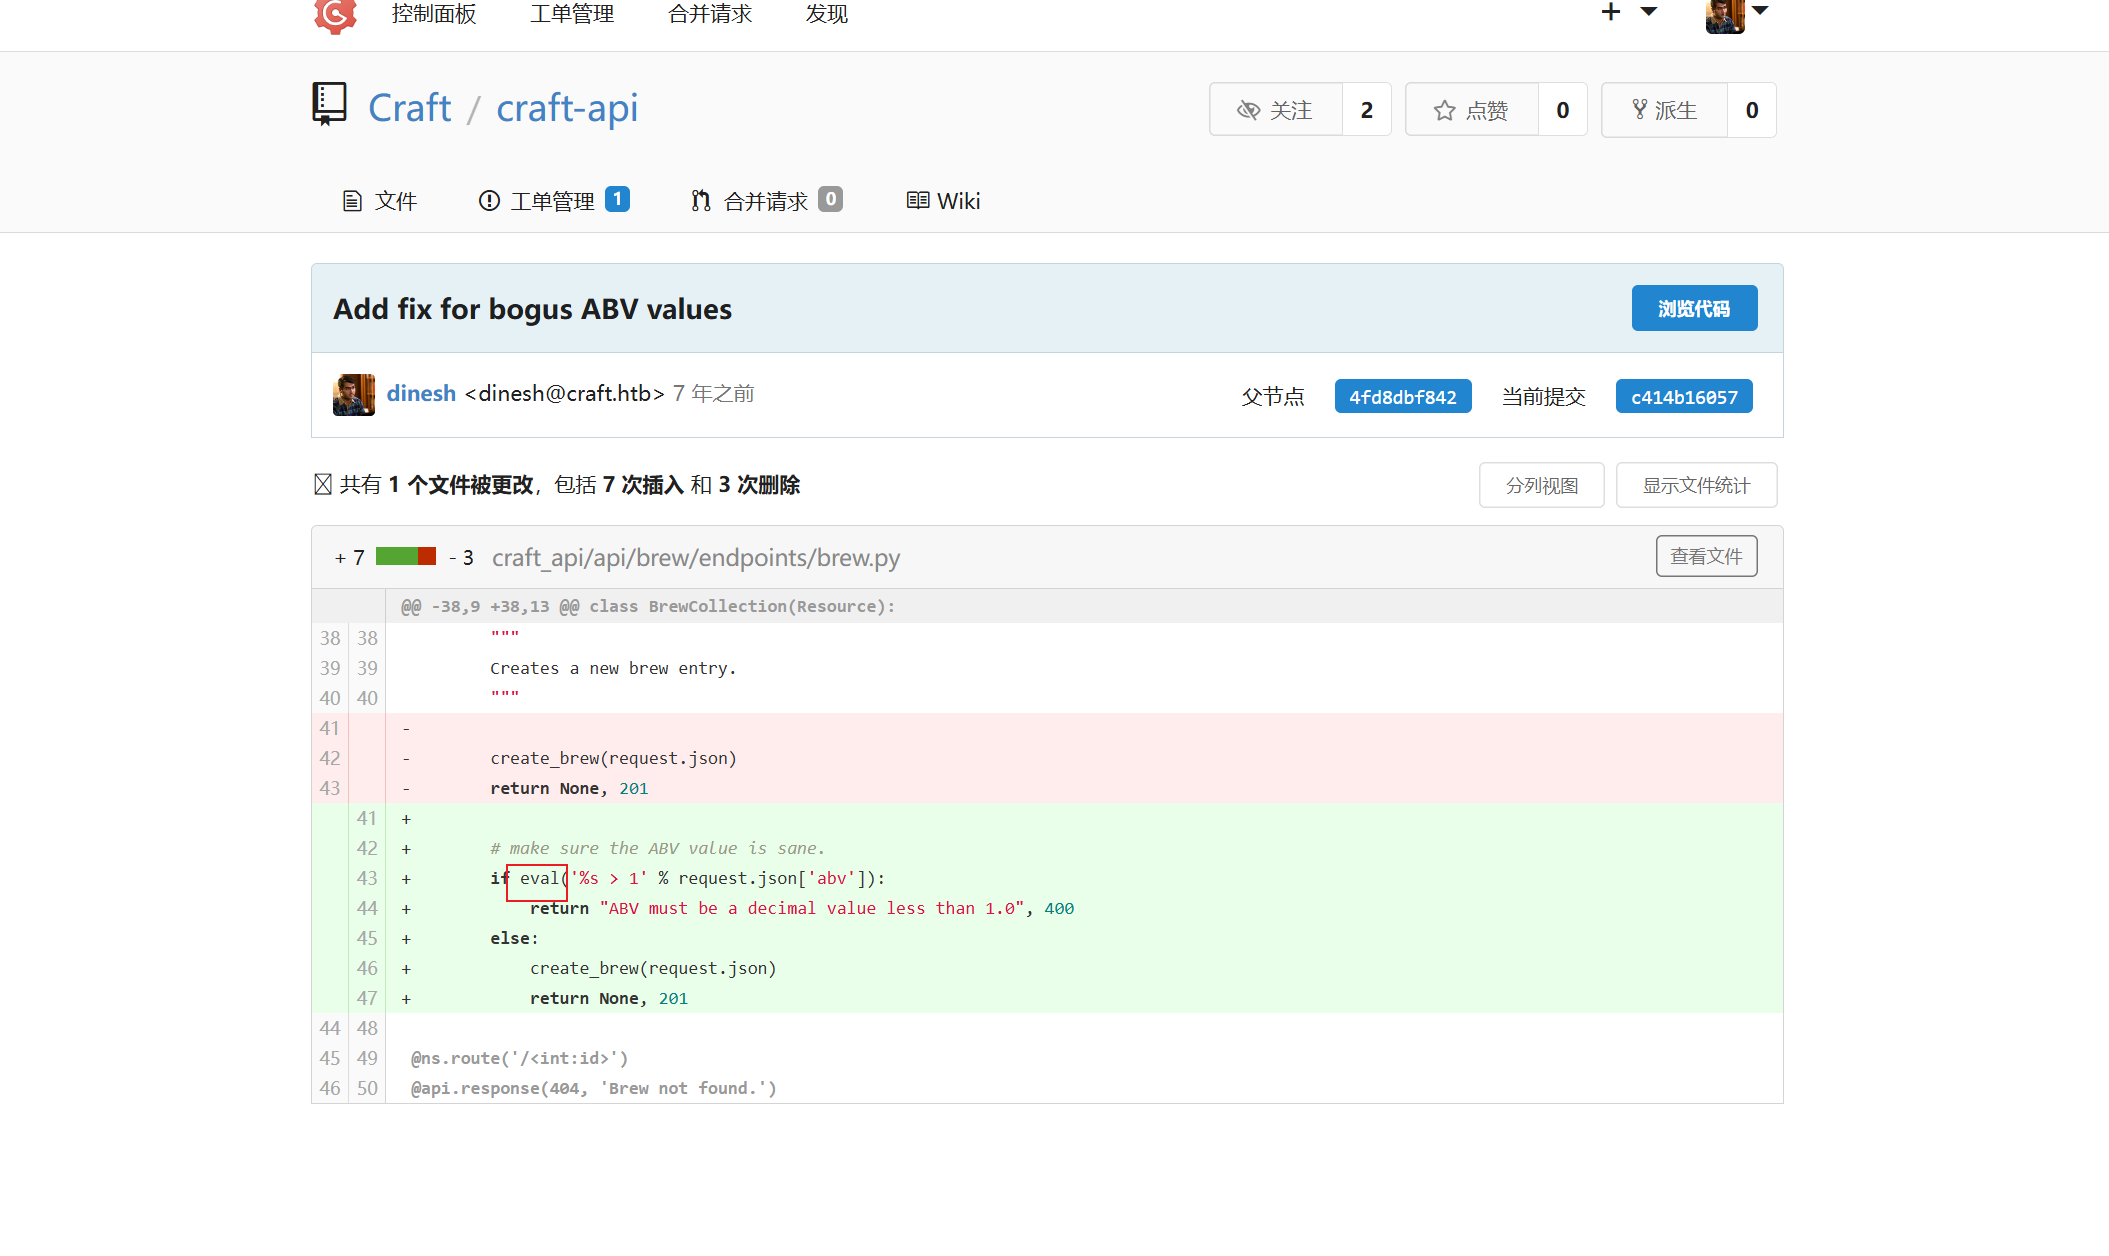 控制面板 工单管理 合并请求 发现
Craft / craft-api
关注 2 点赞 0 派生 0
文件 工单管理 1 合并请求 0 Wiki
Add fix for bogus ABV values
浏览代码
dinesh <dinesh@craft.htb> 7 年之前
父节点 4fd8dbf842 当前提交 c414b16057
共有 1 个文件被更改，包括 7 次插入 和 3 次删除
分列视图 显示文件统计
+ 7 - 3 craft_api/api/brew/endpoints/brew.py 查看文件
@@ -38,9 +38,13 @@ class BrewCollection(Resource):
38 38 """
39 39 Creates a new brew entry.
40 40 """
41 -
42 - create_brew(request.json)
43 - return None, 201
41 +
42 + # make sure the ABV value is sane.
43 + if eval('%s > 1' % request.json['abv']):
44 + return "ABV must be a decimal value less than 1.0", 400
45 + else:
46 + create_brew(request.json)
47 + return None, 201
44 48
45 49 @ns.route('/<int:id>')
46 50 @api.response(404, 'Brew not found.')